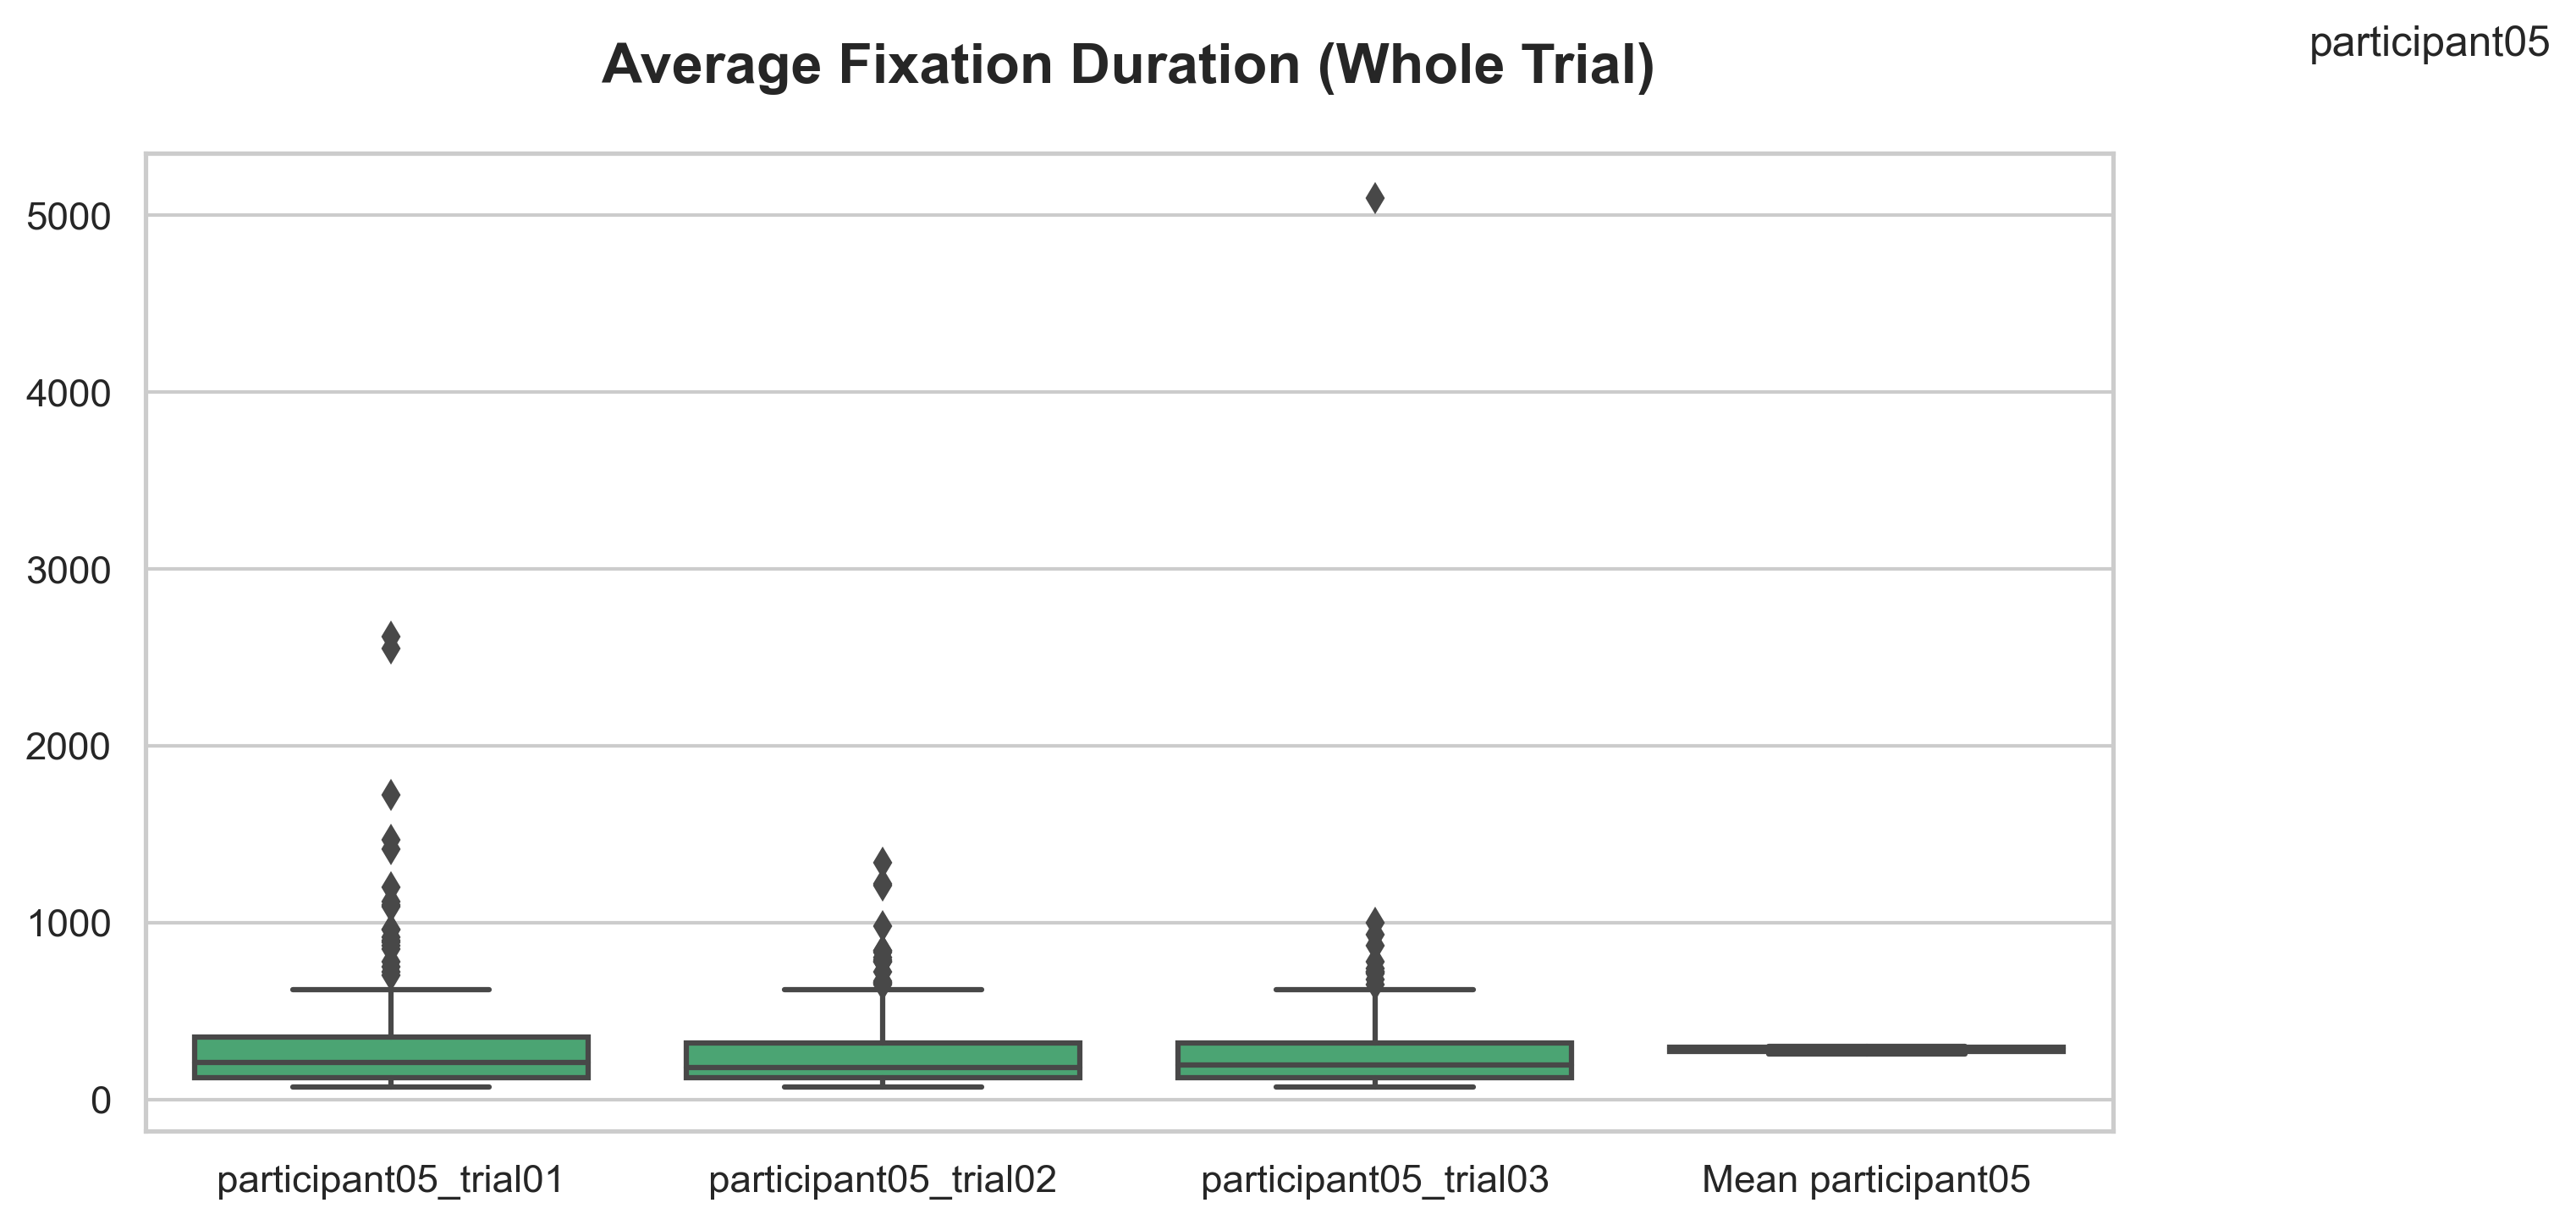 participant05
Average Fixation Duration (Whole Trial)
5000
4000
3000
2000
1000
0
participant05_trial01
participant05_trial02
participant05_trial03
Mean participant05